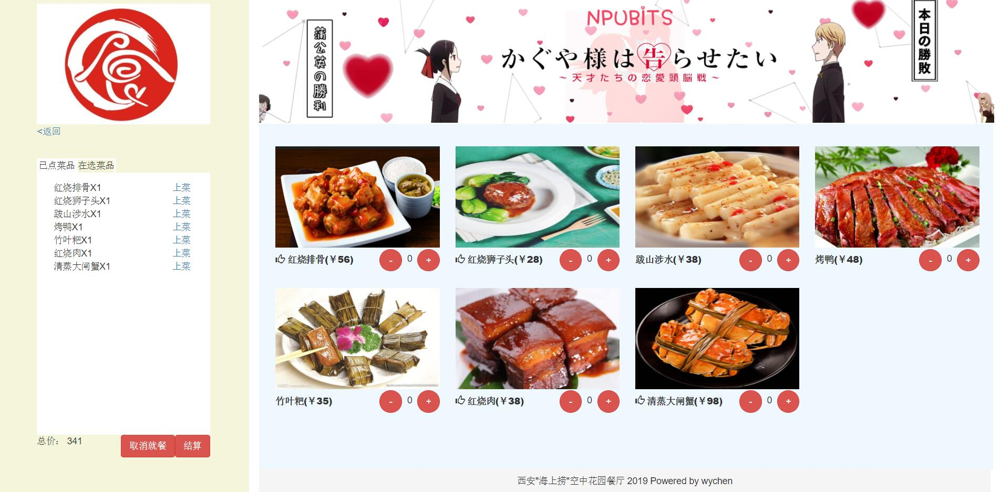 <返回
已点菜品 在选菜品
红烧排骨X1 上菜
红烧狮子头X1 上菜
跋山涉水X1 上菜
烤鸭X1 上菜
竹叶粑X1 上菜
红烧肉X1 上菜
清蒸大闸蟹X1 上菜
总价： 341
取消就餐 结算
NPUBITS
蒲公英の勝利
かぐや様は告らせたい
～天才たちの恋愛頭脳戦～
本日の勝敗
红烧排骨(￥56) - 0 +
红烧狮子头(￥28) - 0 +
跋山涉水(￥38) - 0 +
烤鸭(￥48) - 0 +
竹叶粑(￥35) - 0 +
红烧肉(￥38) - 0 +
清蒸大闸蟹(￥98) - 0 +
西安"海上捞"空中花园餐厅 2019 Powered by wychen